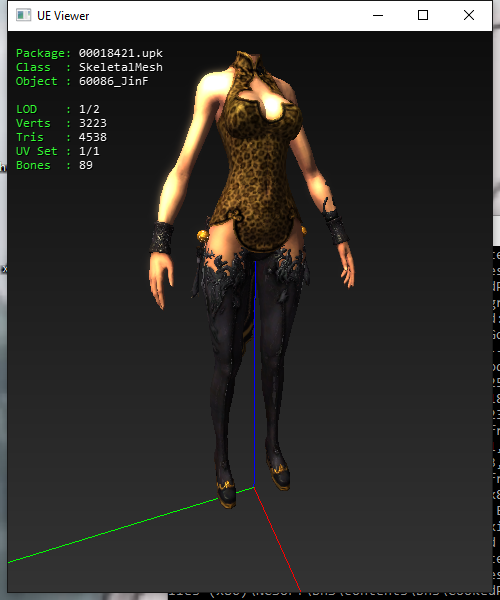 UE Viewer
Package: 00018421.upk
Class : SkeletalMesh
Object : 60086_JinF
LOD : 1/2
Verts : 3223
Tris : 4538
UV Set : 1/1
Bones : 89